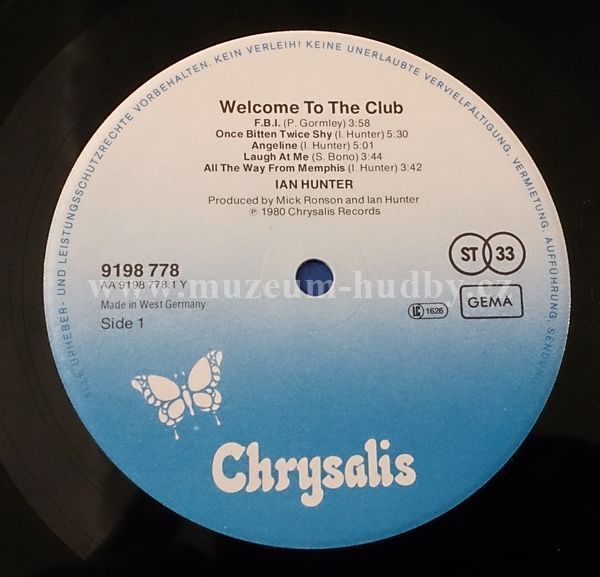 ALLE URHEBER- UND LEISTUNGSSCHUTZRECHTE VORBEHALTEN. KEIN VERLEIH! KEINE UNERLAUBTE VERVIELFÄLTIGUNG, VERMIETUNG, AUFFÜHRUNG, SENDUNG
Welcome To The Club
F.B.I. (P. Gormley) 3:58
Once Bitten Twice Shy (I. Hunter) 5:30
Angeline (I. Hunter) 5:01
Laugh At Me (S. Bono) 3:44
All The Way From Memphis (I. Hunter) 3:42
IAN HUNTER
Produced by Mick Ronson and Ian Hunter
℗ 1980 Chrysalis Records
9198 778
AA 9198 778.1 Y
Made in West Germany
Side 1
ST 33
GEMA
LC 1626
www.muzeum-hudby.cz
Chrysalis